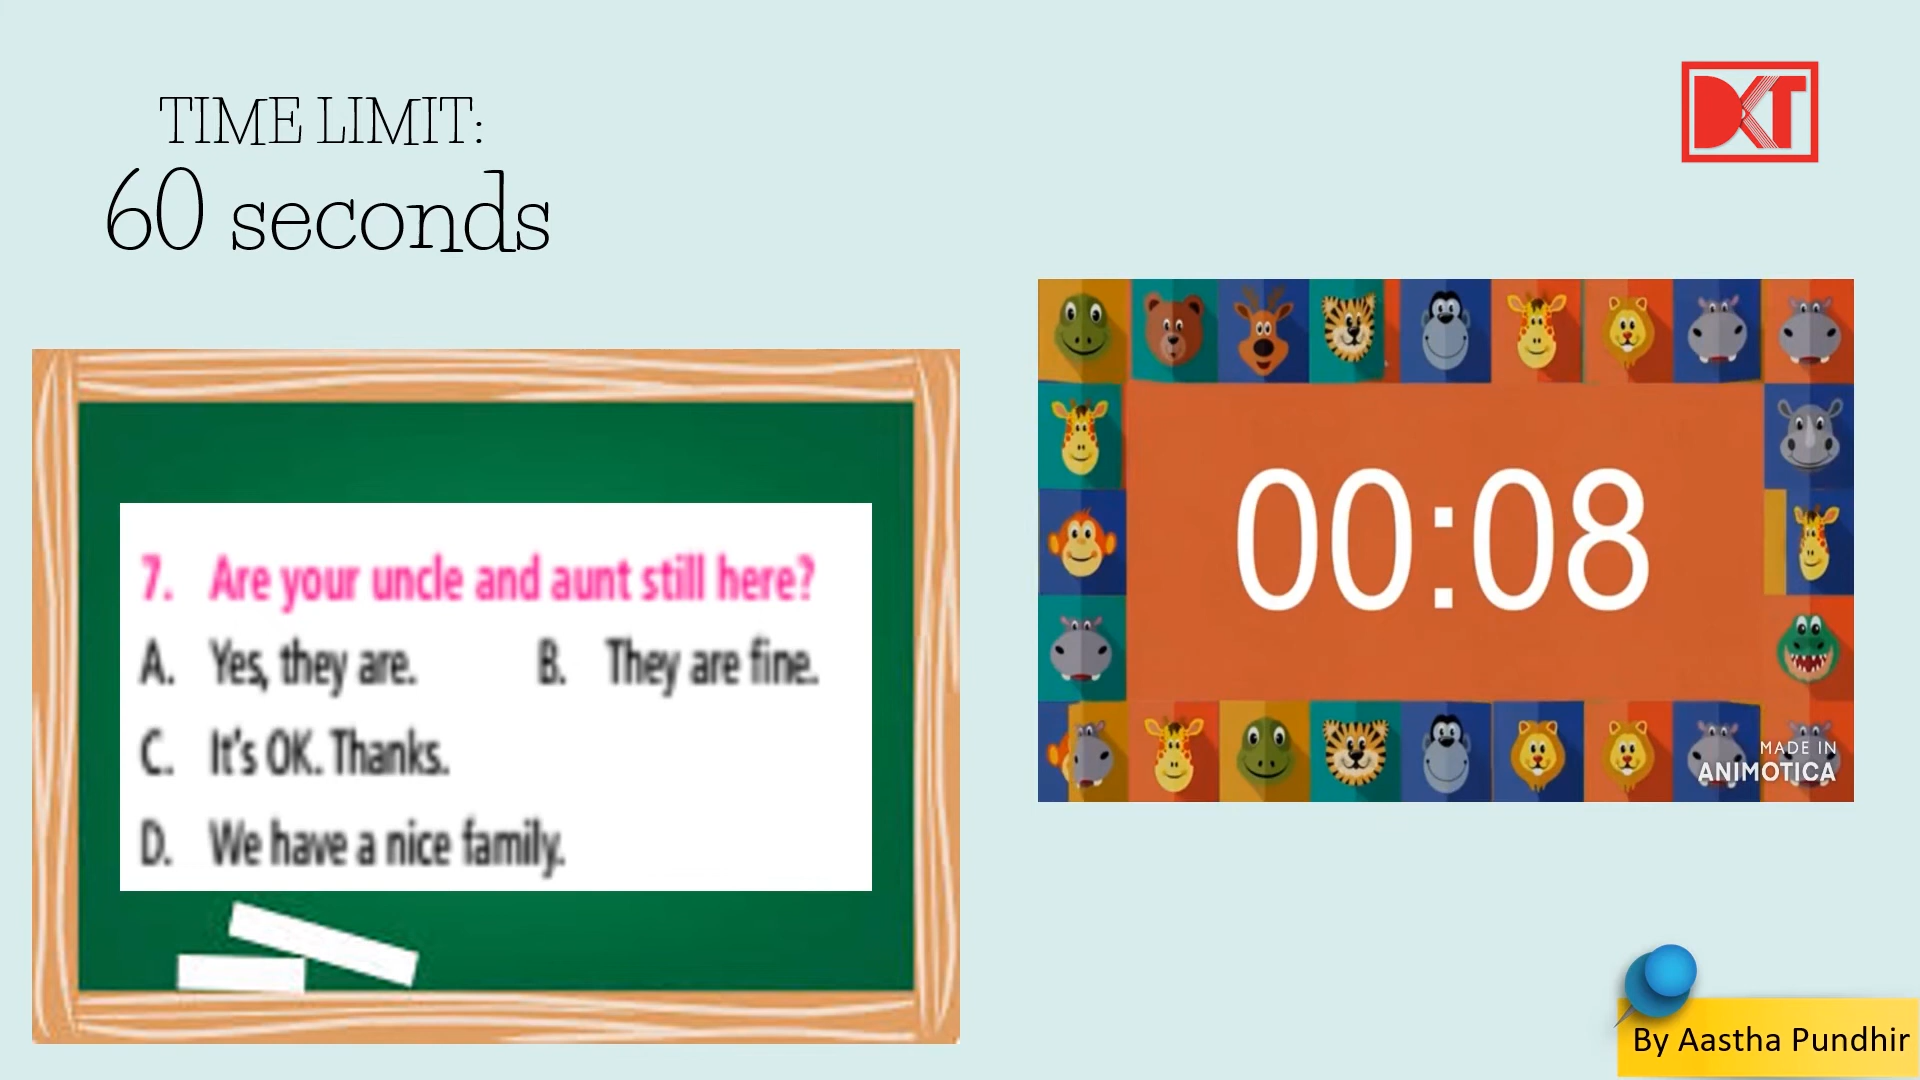 TIME LIMIT:
60 seconds
DKT
7. Are your uncle and aunt still here?
A. Yes, they are. B. They are fine.
C. It's OK. Thanks.
D. We have a nice family.
00:08
MADE IN
ANIMOTICA
By Aastha Pundhir